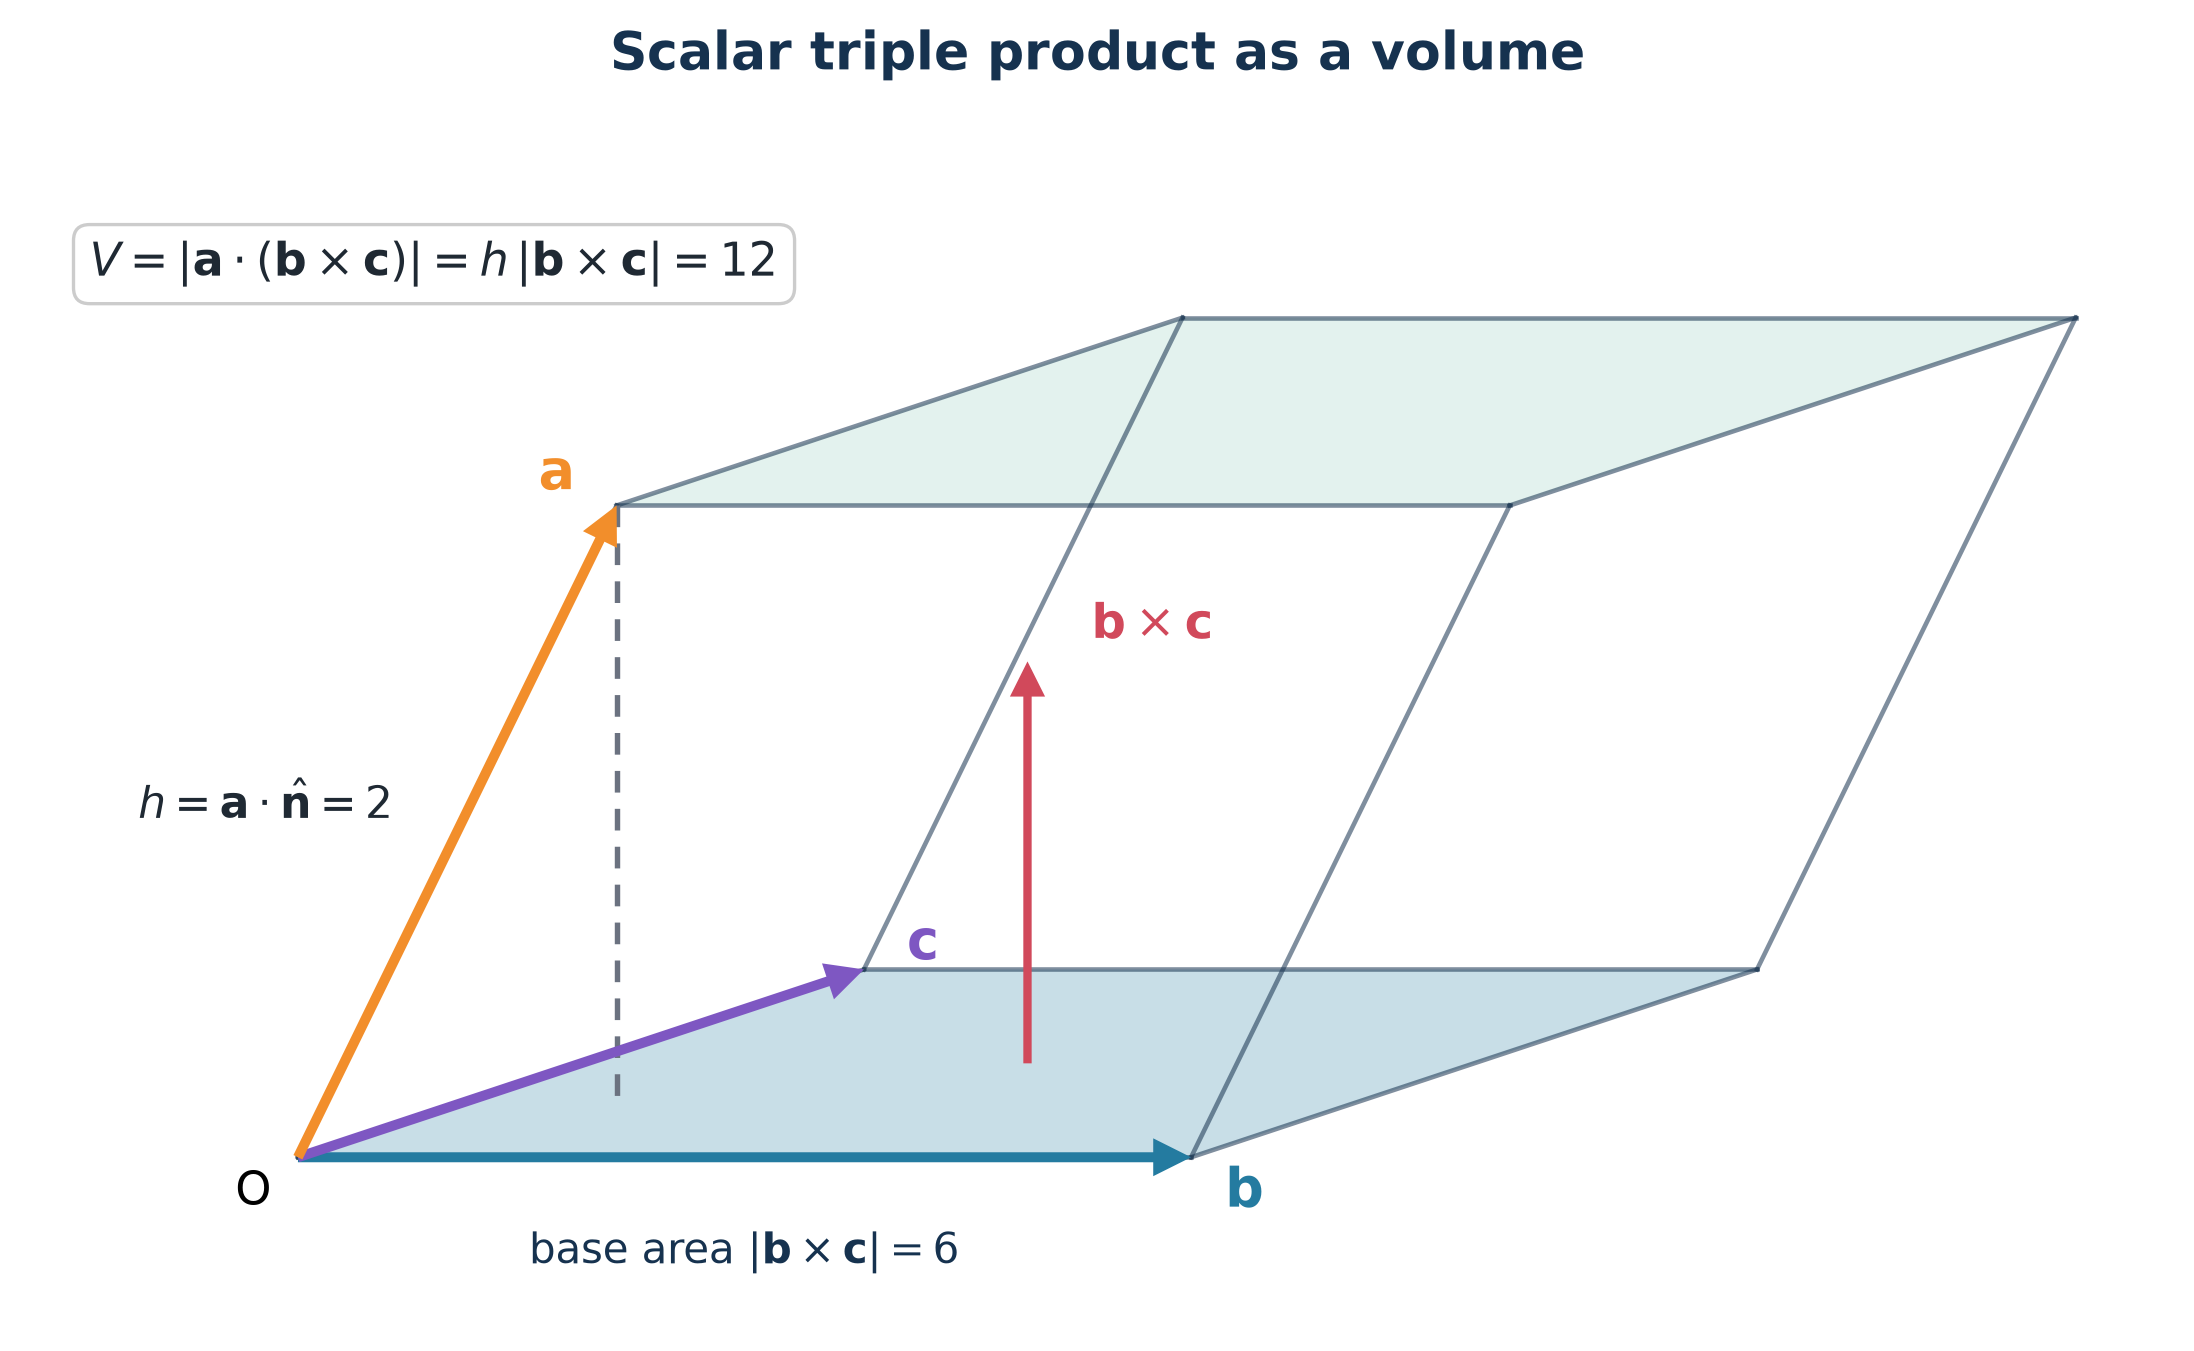 Scalar triple product as a volume
V = |a · (b × c)| = h |b × c| = 12
a
b × c
h = a · n̂ = 2
c
O
b
base area |b × c| = 6